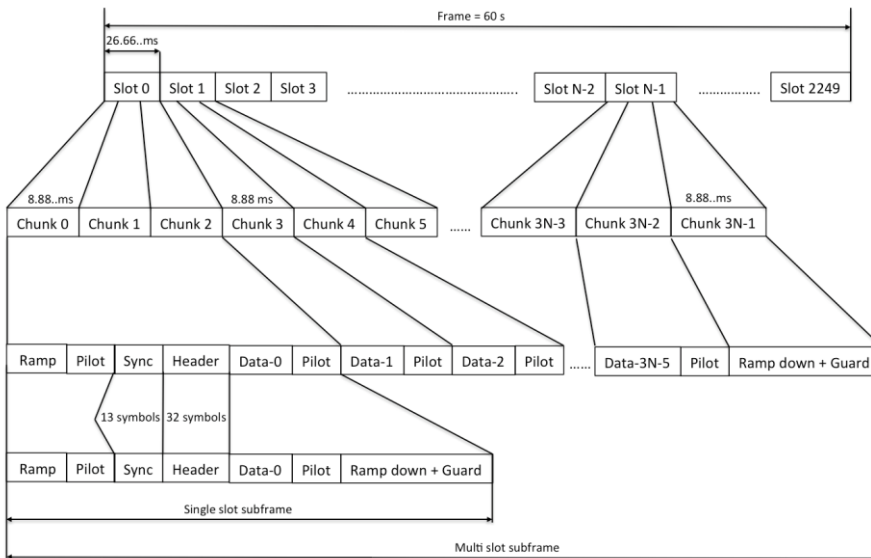 Frame = 60 s
26.66..ms
Slot 0 Slot 1 Slot 2 Slot 3 ................................................ Slot N-2 Slot N-1 ................ Slot 2249
8.88..ms 8.88 ms 8.88..ms
Chunk 0 Chunk 1 Chunk 2 Chunk 3 Chunk 4 Chunk 5 ...... Chunk 3N-3 Chunk 3N-2 Chunk 3N-1
Ramp Pilot Sync Header Data-0 Pilot Data-1 Pilot Data-2 Pilot ...... Data-3N-5 Pilot Ramp down + Guard
13 symbols 32 symbols
Ramp Pilot Sync Header Data-0 Pilot Ramp down + Guard
Single slot subframe
Multi slot subframe